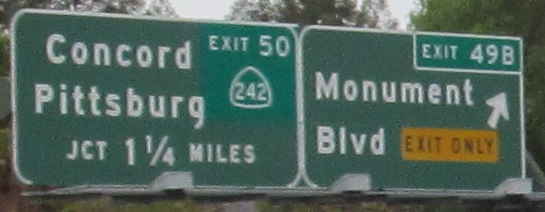 Concord EXIT 50
Pittsburg 242
JCT 1¼ MILES
EXIT 49B
Monument
Blvd EXIT ONLY